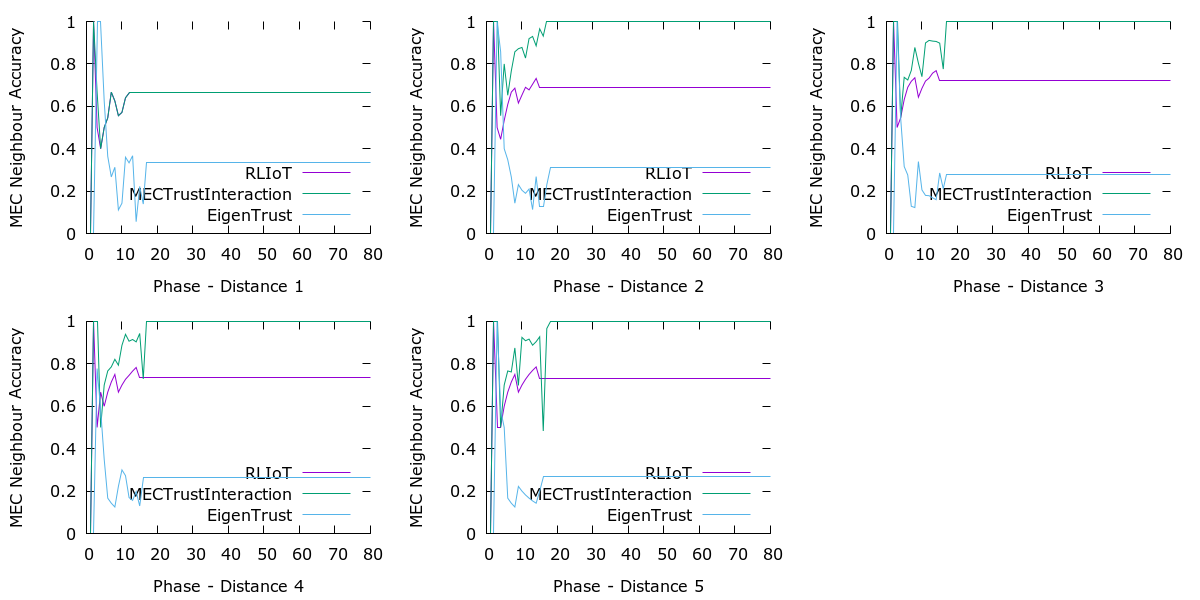 MEC Neighbour Accuracy
1
0.8
0.6
0.4
0.2
0
RLIoT
MECTrustInteraction
EigenTrust
0 10 20 30 40 50 60 70 80
Phase - Distance 1
MEC Neighbour Accuracy
1
0.8
0.6
0.4
0.2
0
RLIoT
MECTrustInteraction
EigenTrust
0 10 20 30 40 50 60 70 80
Phase - Distance 2
MEC Neighbour Accuracy
1
0.8
0.6
0.4
0.2
0
RLIoT
MECTrustInteraction
EigenTrust
0 10 20 30 40 50 60 70 80
Phase - Distance 3
MEC Neighbour Accuracy
1
0.8
0.6
0.4
0.2
0
RLIoT
MECTrustInteraction
EigenTrust
0 10 20 30 40 50 60 70 80
Phase - Distance 4
MEC Neighbour Accuracy
1
0.8
0.6
0.4
0.2
0
RLIoT
MECTrustInteraction
EigenTrust
0 10 20 30 40 50 60 70 80
Phase - Distance 5